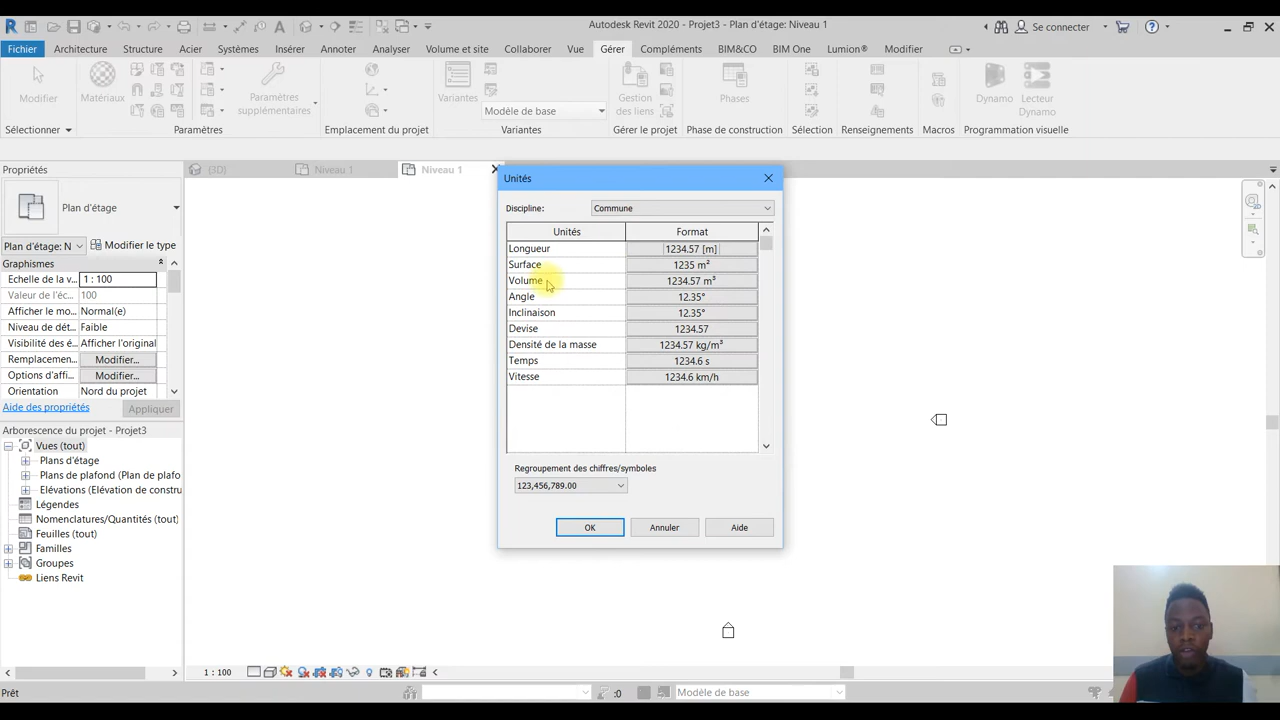 Autodesk Revit 2020 - Projet3 - Plan d'étage: Niveau 1
Se connecter
Fichier Architecture Structure Acier Systèmes Insérer Annoter Analyser Volume et site Collaborer Vue Gérer Compléments BIM&CO BIM One Lumion® Modifier
Modifier
Matériaux
Paramètres
supplémentaires
Variantes
Modèle de base
Gestion
des liens
Phases
Dynamo
Lecteur
Dynamo
Sélectionner Paramètres Emplacement du projet Variantes Gérer le projet Phase de construction Sélection Renseignements Macros Programmation visuelle
Propriétés
{3D} Niveau 1 Niveau 1
Plan d'étage
Plan d'étage: N Modifier le type
Graphismes
Echelle de la v... 1 : 100
Valeur de l'éc... 100
Afficher le mo... Normal(e)
Niveau de dét... Faible
Visibilité des é... Afficher l'original
Remplacemen... Modifier...
Options d'affi... Modifier...
Orientation Nord du projet
Aide des propriétés Appliquer
Arborescence du projet - Projet3
Vues (tout)
Plans d'étage
Plans de plafond (Plan de plafo
Elévations (Elévation de constru
Légendes
Nomenclatures/Quantités (tout)
Feuilles (tout)
Familles
Groupes
Liens Revit
Unités
Discipline: Commune
Unités Format
Longueur 1234.57 [m]
Surface 1235 m²
Volume 1234.57 m³
Angle 12.35°
Inclinaison 12.35°
Devise 1234.57
Densité de la masse 1234.57 kg/m³
Temps 1234.6 s
Vitesse 1234.6 km/h
Regroupement des chiffres/symboles
123,456,789.00
OK Annuler Aide
1 : 100
Prêt
:0
Modèle de base